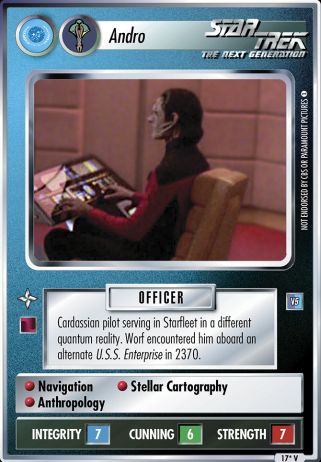 Andro
STAR TREK
THE NEXT GENERATION
NOT ENDORSED BY CBS OR PARAMOUNT PICTURES
OFFICER
VS
Cardassian pilot serving in Starfleet in a different
quantum reality. Worf encountered him aboard an
alternate U.S.S. Enterprise in 2370.
Navigation
Stellar Cartography
Anthropology
INTEGRITY 7 CUNNING 6 STRENGTH 7
17* V